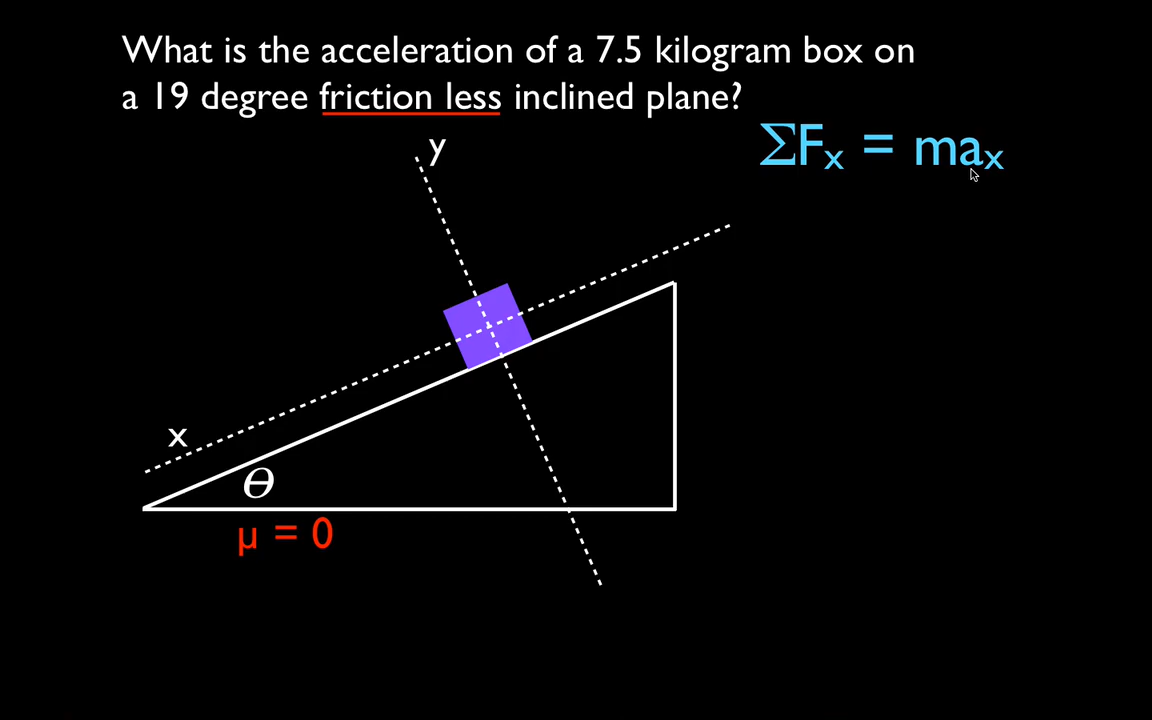 What is the acceleration of a 7.5 kilogram box on
a 19 degree friction less inclined plane?
ΣFₓ = maₓ
y
x
Θ
μ = 0